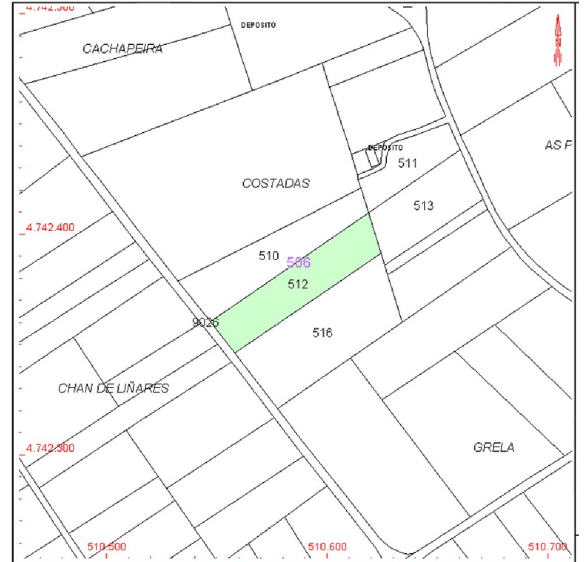 4.742.500
CACHAPEIRA
DEPOSITO
DEPOSITO
AS P
511
COSTADAS
513
4.742.400
510
506
512
9026
516
CHAN DE LIÑARES
GRELA
4.742.300
510.500
510.600
510.700